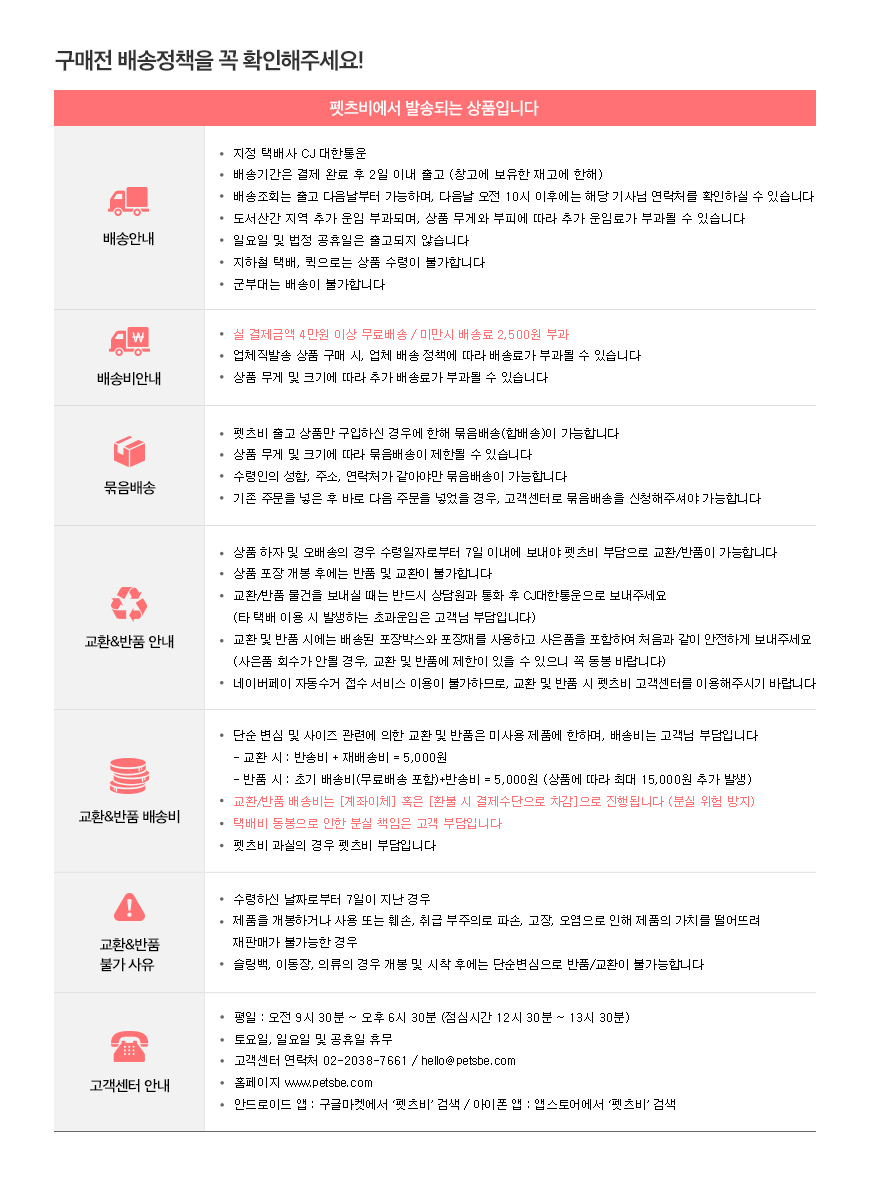 구매전 배송정책을 꼭 확인해주세요!
펫츠비에서 발송되는 상품입니다
배송안내
• 지정 택배사 CJ 대한통운
• 배송기간은 결제 완료 후 2일 이내 출고 (창고에 보유한 재고에 한해)
• 배송조회는 출고 다음날부터 가능하며, 다음날 오전 10시 이후에는 해당 기사님 연락처를 확인하실 수 있습니다
• 도서산간 지역 추가 운임 부과되며, 상품 무게와 부피에 따라 추가 운임료가 부과될 수 있습니다
• 일요일 및 법정 공휴일은 출고되지 않습니다
• 지하철 택배, 퀵으로는 상품 수령이 불가합니다
• 군부대는 배송이 불가합니다
₩
배송비안내
• 실 결제금액 4만원 이상 무료배송 / 미만시 배송료 2,500원 부과
• 업체직발송 상품 구매 시, 업체 배송 정책에 따라 배송료가 부과될 수 있습니다
• 상품 무게 및 크기에 따라 추가 배송료가 부과될 수 있습니다
묶음배송
• 펫츠비 출고 상품만 구입하신 경우에 한해 묶음배송(합배송)이 가능합니다
• 상품 무게 및 크기에 따라 묶음배송이 제한될 수 있습니다
• 수령인의 성함, 주소, 연락처가 같아야만 묶음배송이 가능합니다
• 기존 주문을 넣은 후 바로 다음 주문을 넣었을 경우, 고객센터로 묶음배송을 신청해주셔야 가능합니다
교환&반품 안내
• 상품 하자 및 오배송의 경우 수령일자로부터 7일 이내에 보내야 펫츠비 부담으로 교환/반품이 가능합니다
• 상품 포장 개봉 후에는 반품 및 교환이 불가합니다
• 교환/반품 물건을 보내실 때는 반드시 상담원과 통화 후 CJ대한통운으로 보내주세요
(타 택배 이용 시 발생하는 초과운임은 고객님 부담입니다)
• 교환 및 반품 시에는 배송된 포장박스와 포장재를 사용하고 사은품을 포함하여 처음과 같이 안전하게 보내주세요
(사은품 회수가 안될 경우, 교환 및 반품에 제한이 있을 수 있으니 꼭 동봉 바랍니다)
• 네이버페이 자동수거 접수 서비스 이용이 불가하므로, 교환 및 반품 시 펫츠비 고객센터를 이용해주시기 바랍니다
교환&반품 배송비
• 단순 변심 및 사이즈 관련에 의한 교환 및 반품은 미사용 제품에 한하며, 배송비는 고객님 부담입니다
- 교환 시 : 반송비 + 재배송비 = 5,000원
- 반품 시 : 초기 배송비(무료배송 포함)+반송비 = 5,000원 (상품에 따라 최대 15,000원 추가 발생)
• 교환/반품 배송비는 [계좌이체] 혹은 [환불 시 결제수단으로 차감]으로 진행됩니다 (분실 위험 방지)
• 택배비 동봉으로 인한 분실 책임은 고객 부담입니다
• 펫츠비 과실의 경우 펫츠비 부담입니다
교환&반품
불가 사유
• 수령하신 날짜로부터 7일이 지난 경우
• 제품을 개봉하거나 사용 또는 훼손, 취급 부주의로 파손, 고장, 오염으로 인해 제품의 가치를 떨어뜨려
재판매가 불가능한 경우
• 슬링백, 이동장, 의류의 경우 개봉 및 시착 후에는 단순변심으로 반품/교환이 불가능합니다
고객센터 안내
• 평일 : 오전 9시 30분 ~ 오후 6시 30분 (점심시간 12시 30분 ~ 13시 30분)
• 토요일, 일요일 및 공휴일 휴무
• 고객센터 연락처 02-2038-7661 / hello@petsbe.com
• 홈페이지 www.petsbe.com
• 안드로이드 앱 : 구글마켓에서 ‘펫츠비’ 검색 / 아이폰 앱 : 앱스토어에서 ‘펫츠비’ 검색